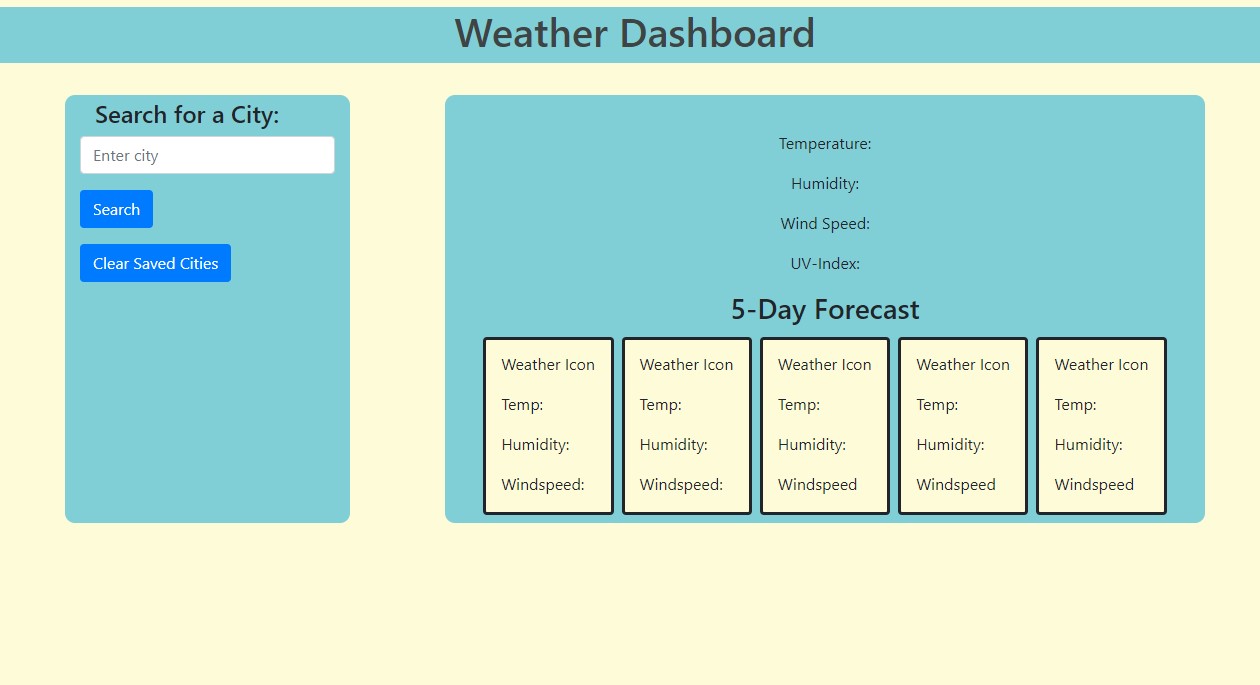 Weather Dashboard
Search for a City:
Enter city
Search
Clear Saved Cities
Temperature:
Humidity:
Wind Speed:
UV-Index:
5-Day Forecast
Weather Icon
Temp:
Humidity:
Windspeed:
Weather Icon
Temp:
Humidity:
Windspeed:
Weather Icon
Temp:
Humidity:
Windspeed
Weather Icon
Temp:
Humidity:
Windspeed
Weather Icon
Temp:
Humidity:
Windspeed